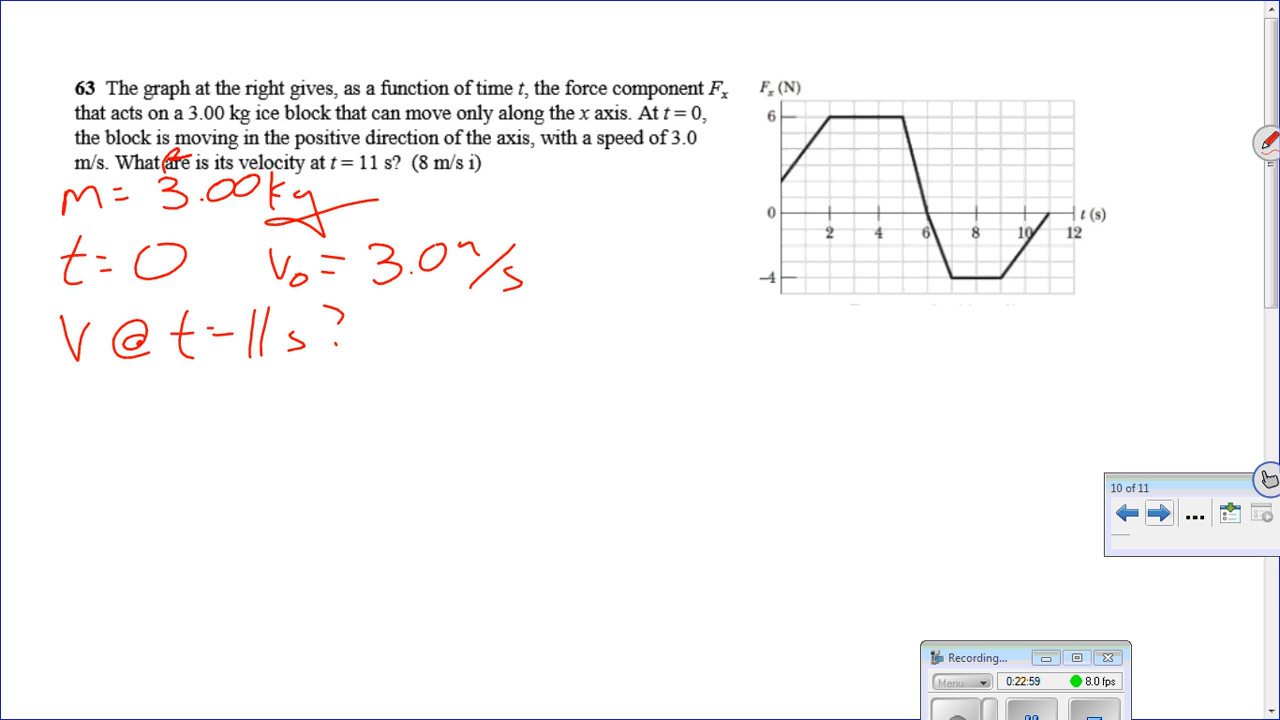 63 The graph at the right gives, as a function of time t, the force component Fx
that acts on a 3.00 kg ice block that can move only along the x axis. At t = 0,
the block is moving in the positive direction of the axis, with a speed of 3.0
m/s. What are is its velocity at t = 11 s? (8 m/s i)
m = 3.00 kg
t = 0 v₀ = 3.0 m/s
v @ t = 11 s?
Fx (N)
6
0
-4
2 4 6 8 10 12
t (s)
10 of 11
...
Recording...
Menu 0:22:59 8.0 fps